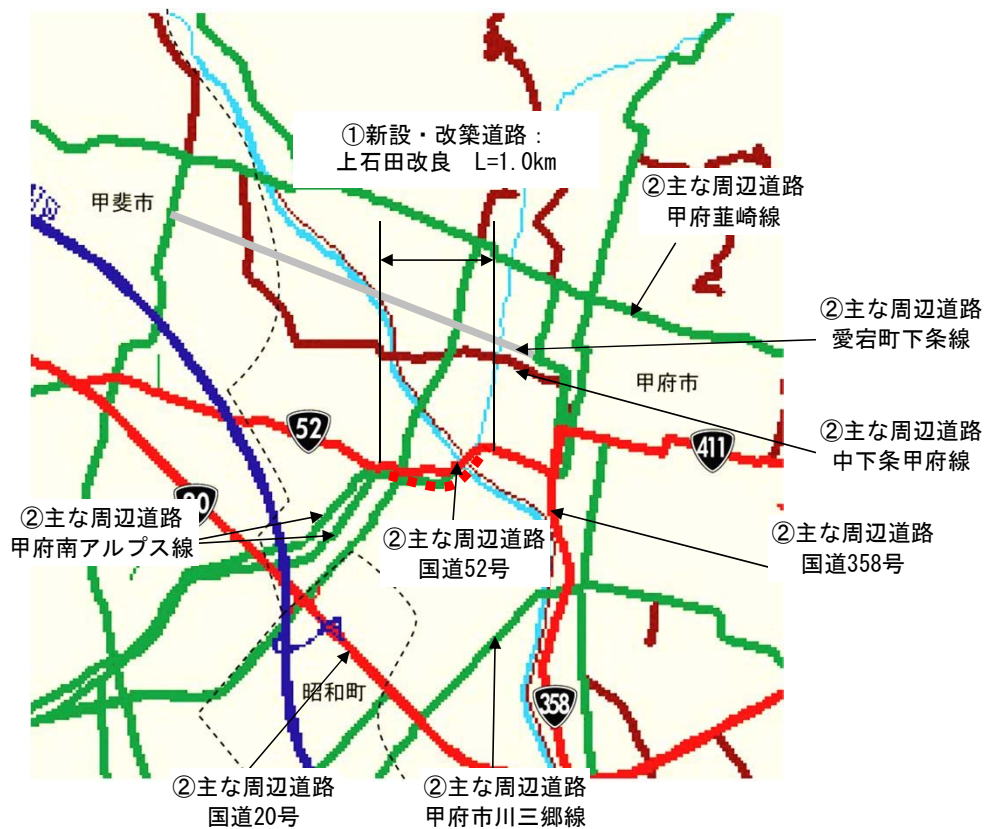 ①新設・改築道路：
上石田改良　L=1.0km
②主な周辺道路
甲府韮崎線
甲斐市
②主な周辺道路
愛宕町下条線
甲府市
52
411
②主な周辺道路
中下条甲府線
20
②主な周辺道路
甲府南アルプス線
②主な周辺道路
国道52号
②主な周辺道路
国道358号
昭和町
358
②主な周辺道路
国道20号
②主な周辺道路
甲府市川三郷線